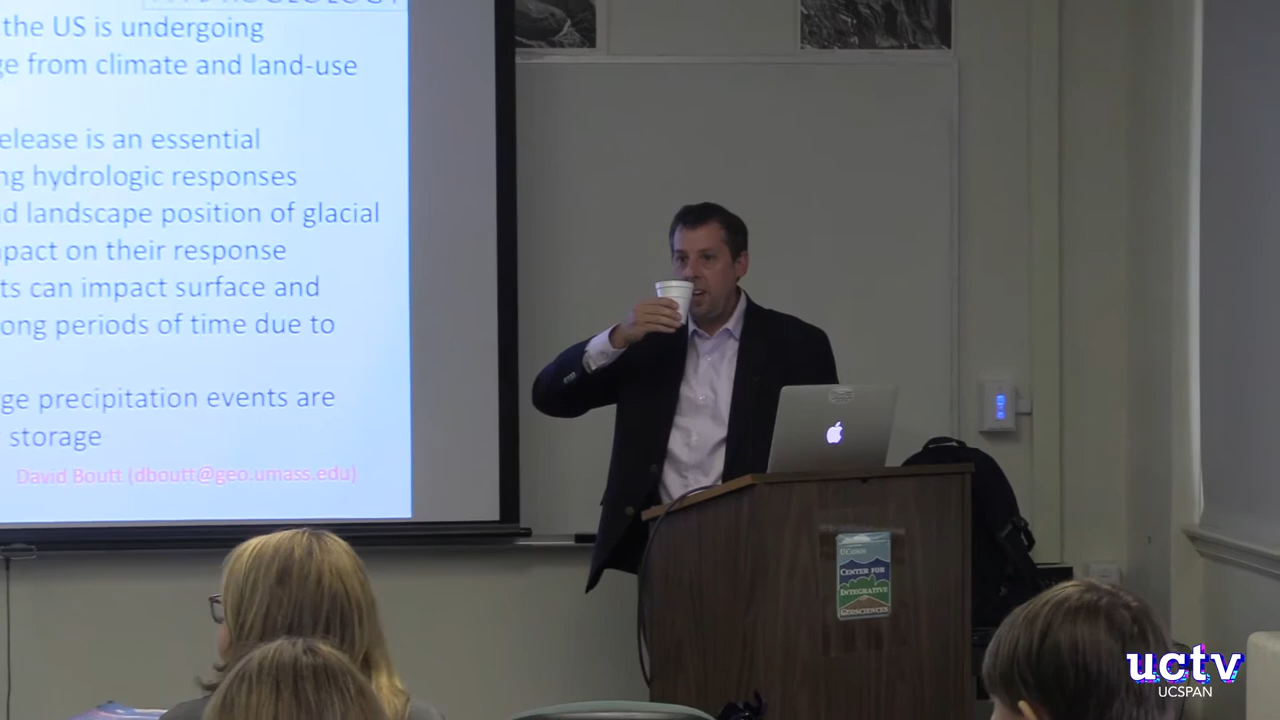 the US is undergoing
ge from climate and land-use
elease is an essential
ng hydrologic responses
nd landscape position of glacial
pact on their response
ts can impact surface and
ong periods of time due to
ge precipitation events are
storage
David Boutt (dboutt@geo.umass.edu)
UCONN
CENTER FOR
INTEGRATIVE
GEOSCIENCES
uctv
UCSPAN